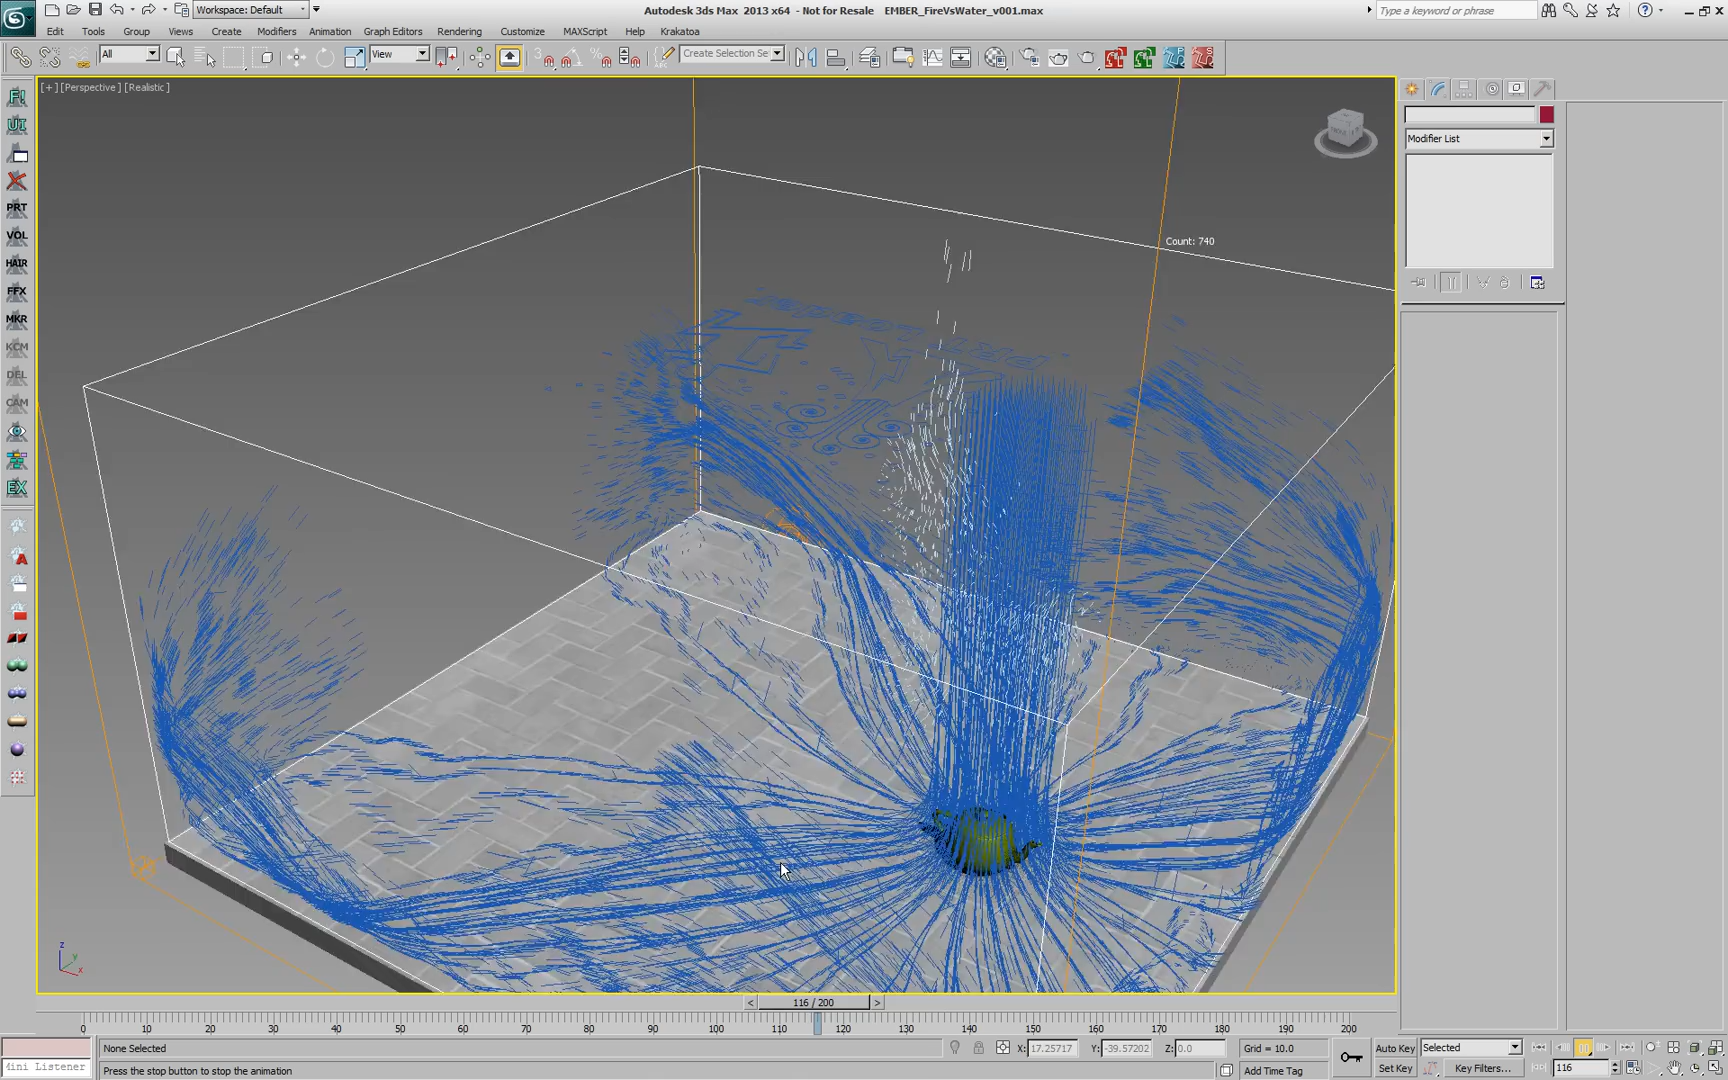 Workspace: Default
Autodesk 3ds Max 2013 x64 - Not for Resale EMBER_FireVsWater_v001.max
Type a keyword or phrase
Edit Tools Group Views Create Modifiers Animation Graph Editors Rendering Customize MAXScript Help Krakatoa
All
View
Create Selection Se
[ + ] [Perspective ] [Realistic ]
Modifier List
F!
UI
PRT
VOL
HAIR
FFX
MKR
KCM
DEL
CAM
EX
Count: 740
z
y
x
< 116 / 200 >
0 10 20 30 40 50 60 70 80 90 100 110 120 130 140 150 160 170 180 190 200
None Selected X: 17.25717 Y: -39.57202 Z: 0.0 Grid = 10.0 Auto Key Selected
Mini Listener Press the stop button to stop the animation Add Time Tag Set Key Key Filters... 116